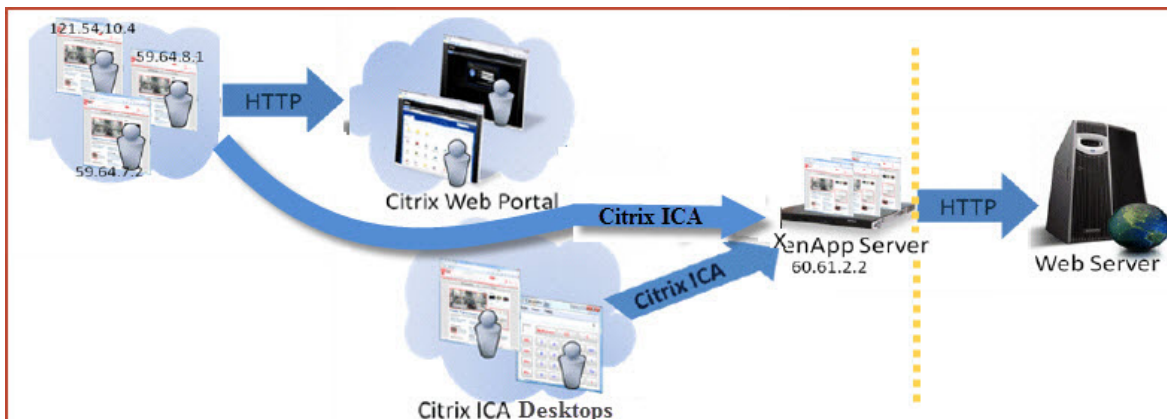 121.54.10.4
59.64.8.1
59.64.7.2
HTTP
Citrix Web Portal
Citrix ICA
XenApp Server
60.61.2.2
HTTP
Web Server
Citrix ICA
Citrix ICA Desktops